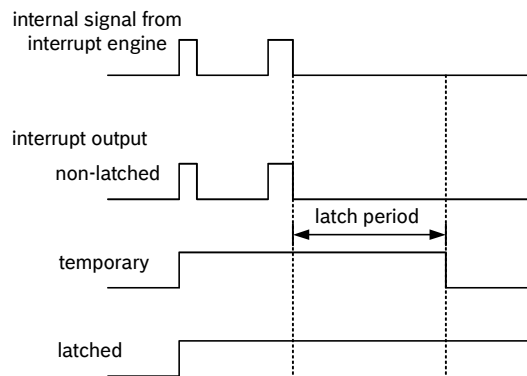 internal signal from
interrupt engine
interrupt output
non-latched
latch period
temporary
latched